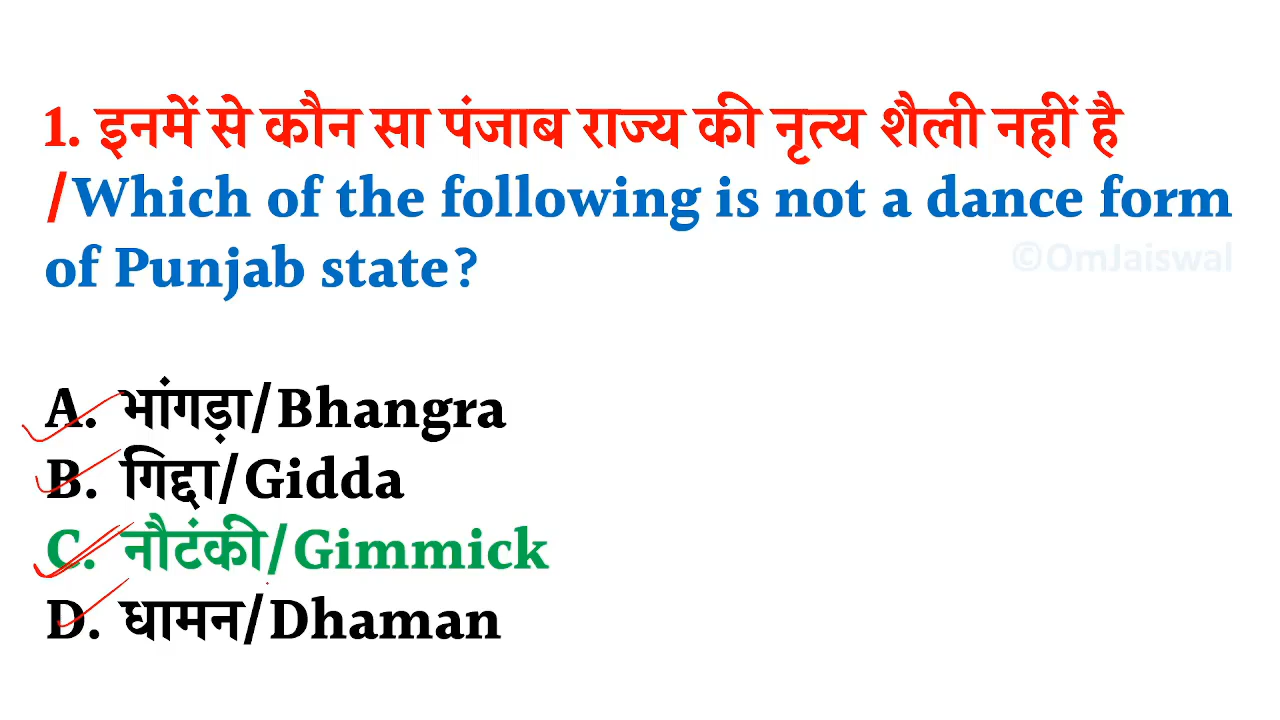 1. इनमें से कौन सा पंजाब राज्य की नृत्य शैली नहीं है
/Which of the following is not a dance form
of Punjab state?
©OmJaiswal
A. भांगड़ा/Bhangra
B. गिद्दा/Gidda
C. नौटंकी/Gimmick
D. धामन/Dhaman